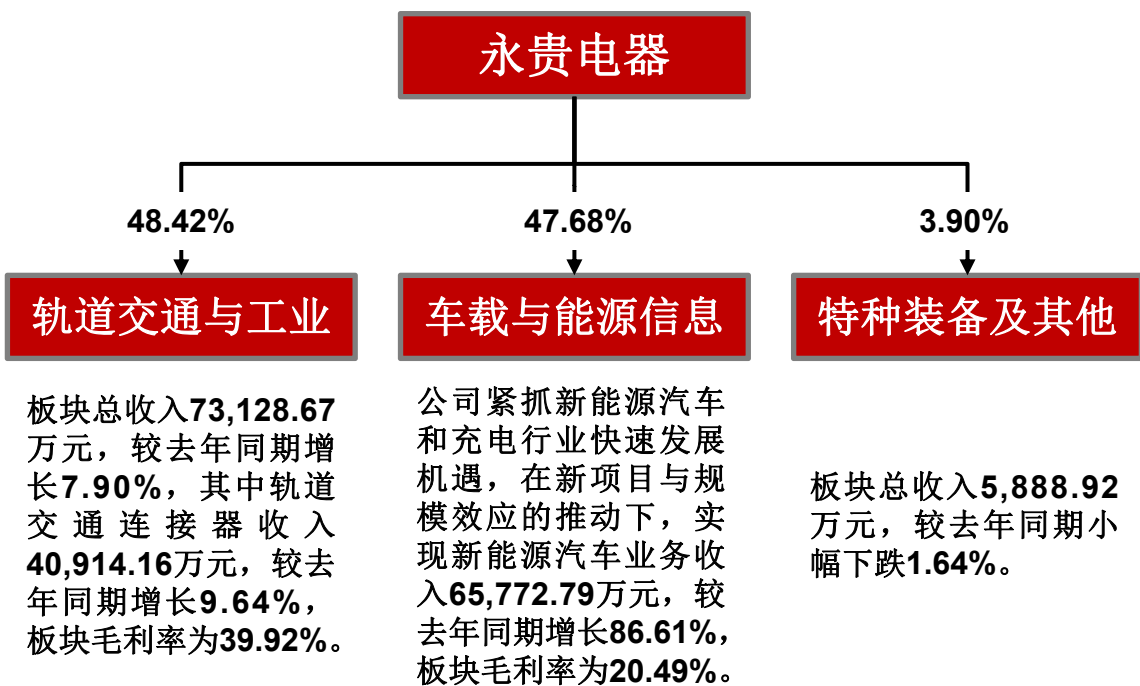 永贵电器
48.42%
47.68%
3.90%
轨道交通与工业
车载与能源信息
特种装备及其他
板块总收入73,128.67
万元，较去年同期增
长7.90%，其中轨道
交通连接器收入
40,914.16万元，较去
年同期增长9.64%，
板块毛利率为39.92%。
公司紧抓新能源汽车
和充电行业快速发展
机遇，在新项目与规
模效应的推动下，实
现新能源汽车业务收
入65,772.79万元，较
去年同期增长86.61%，
板块毛利率为20.49%。
板块总收入5,888.92
万元，较去年同期小
幅下跌1.64%。